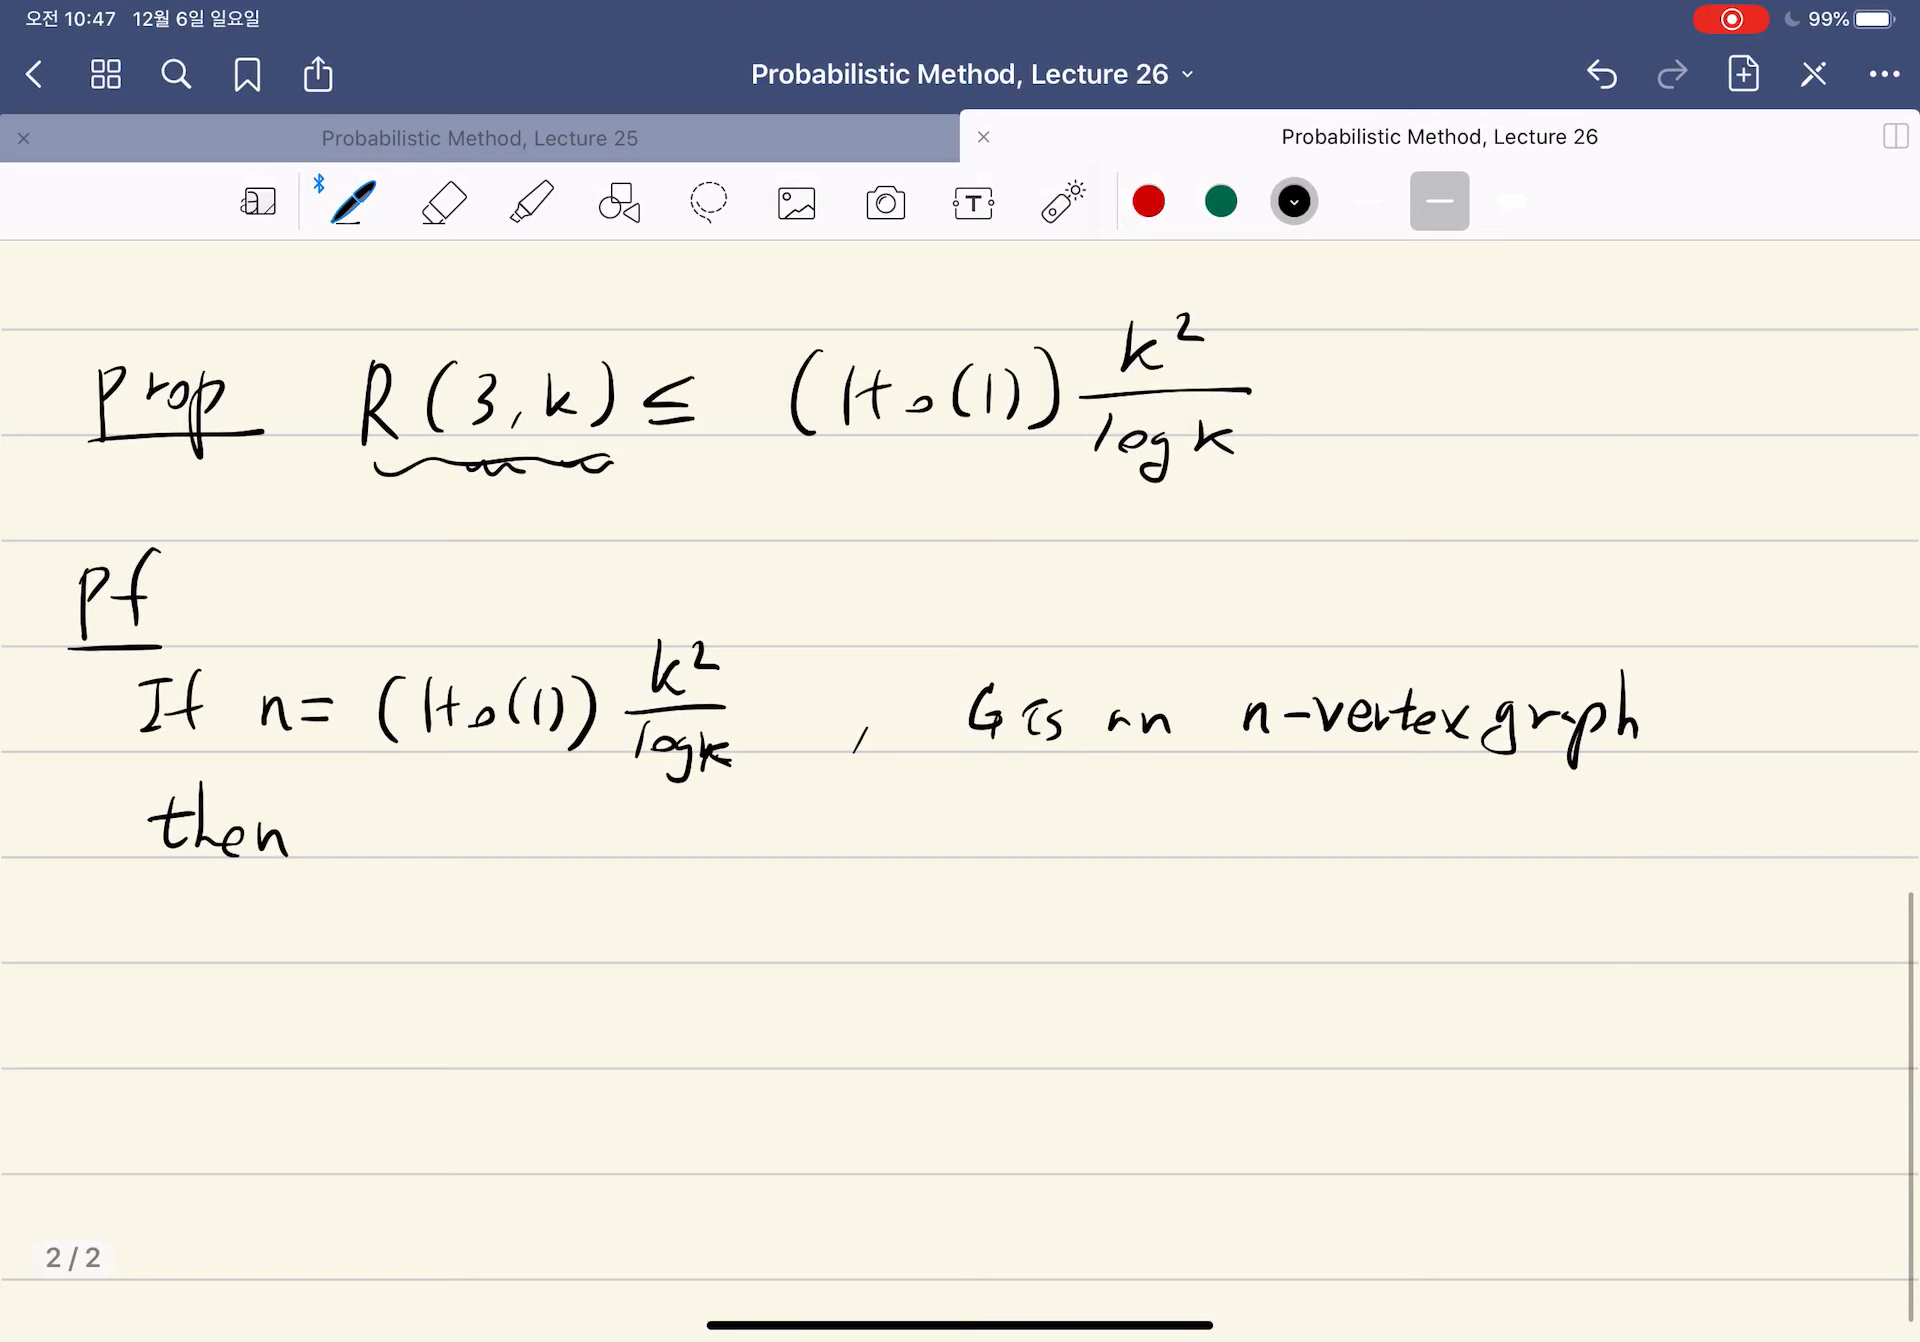 오전 10:47 12월 6일 일요일 99%
Probabilistic Method, Lecture 26
Probabilistic Method, Lecture 25
Probabilistic Method, Lecture 26
Prop R(3,k) ≤ (1+o(1)) k²/log k
Pf
If n = (1+o(1)) k²/log k , G is an n-vertex graph
then
2 / 2